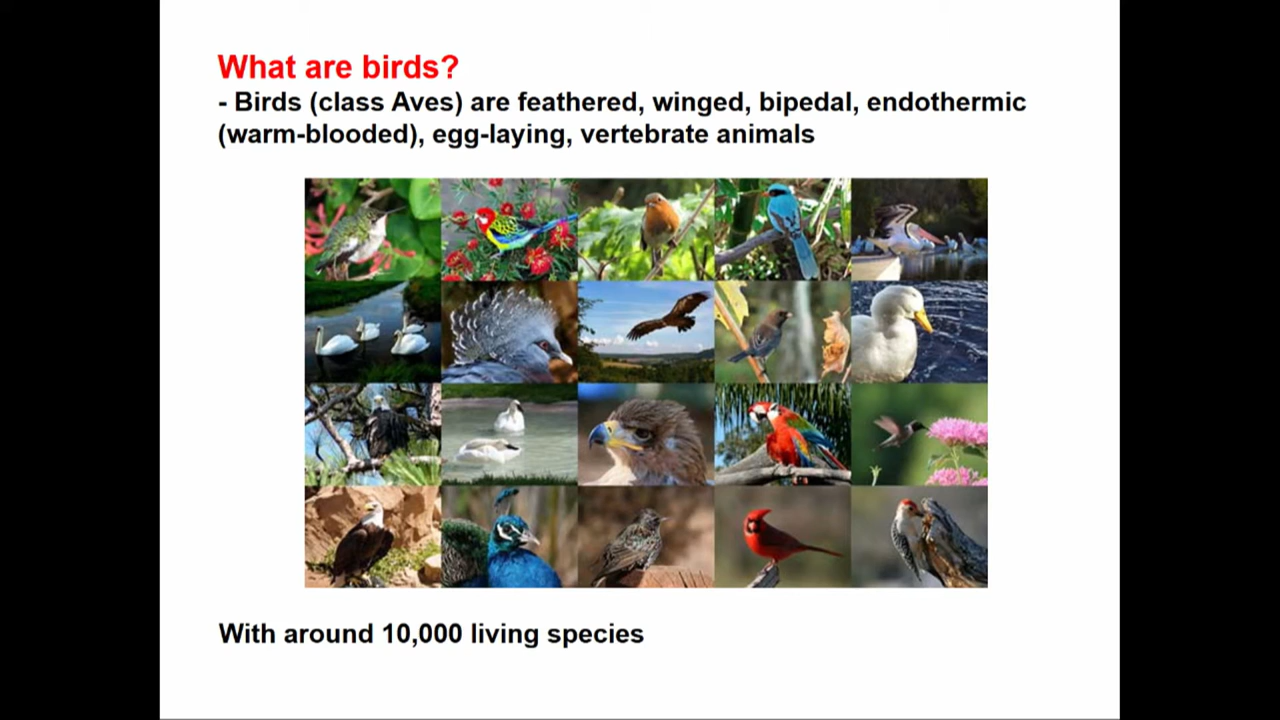 What are birds?
- Birds (class Aves) are feathered, winged, bipedal, endothermic
(warm-blooded), egg-laying, vertebrate animals
With around 10,000 living species